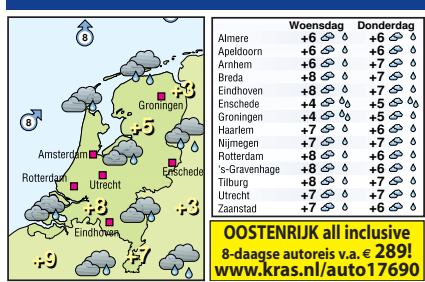 8
+3
Groningen
+5
8
Amsterdam
Enschede
Rotterdam
Utrecht
+8
+3
Eindhoven
+9
+7
Woensdag Donderdag
Almere +6 +6
Apeldoorn +6 +6
Arnhem +6 +7
Breda +8 +7
Eindhoven +8 +7
Enschede +4 +5
Groningen +4 +5
Haarlem +7 +6
Nijmegen +7 +7
Rotterdam +8 +6
's-Gravenhage +8 +6
Tilburg +8 +7
Utrecht +7 +7
Zaanstad +7 +6
OOSTENRIJK all inclusive
8-daagse autoreis v.a. € 289!
www.kras.nl/auto17690